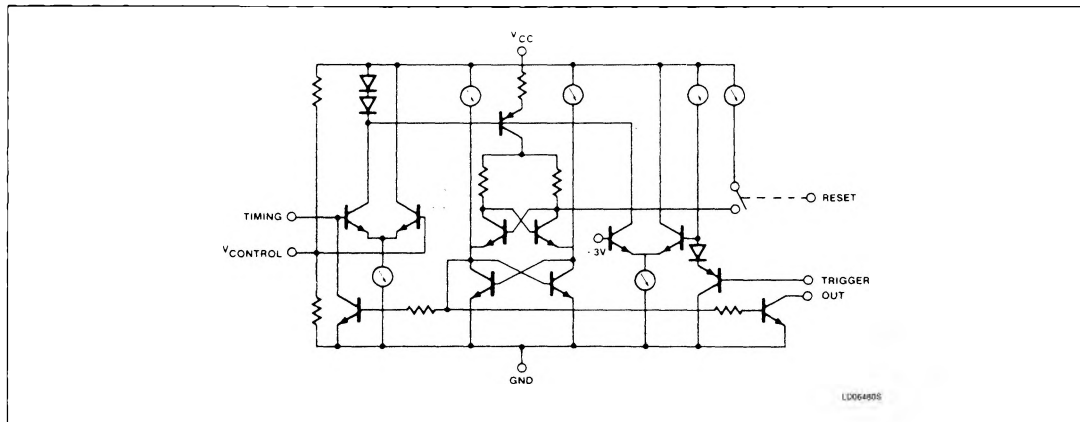 VCC
TIMING
VCONTROL
RESET
· 3V
TRIGGER
OUT
GND
LD06480S